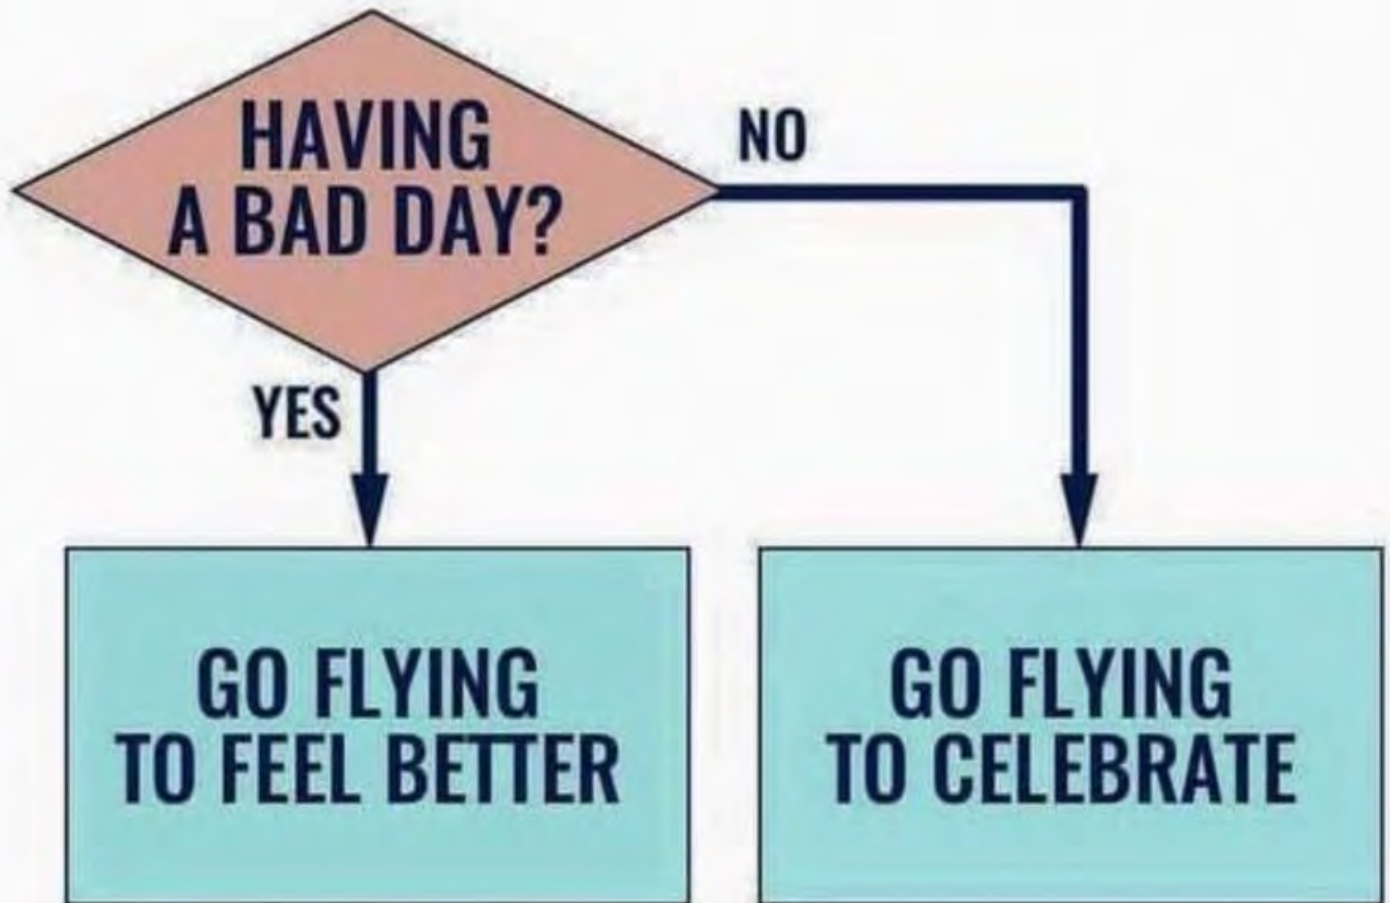 HAVING
A BAD DAY?
NO
YES
GO FLYING
TO FEEL BETTER
GO FLYING
TO CELEBRATE